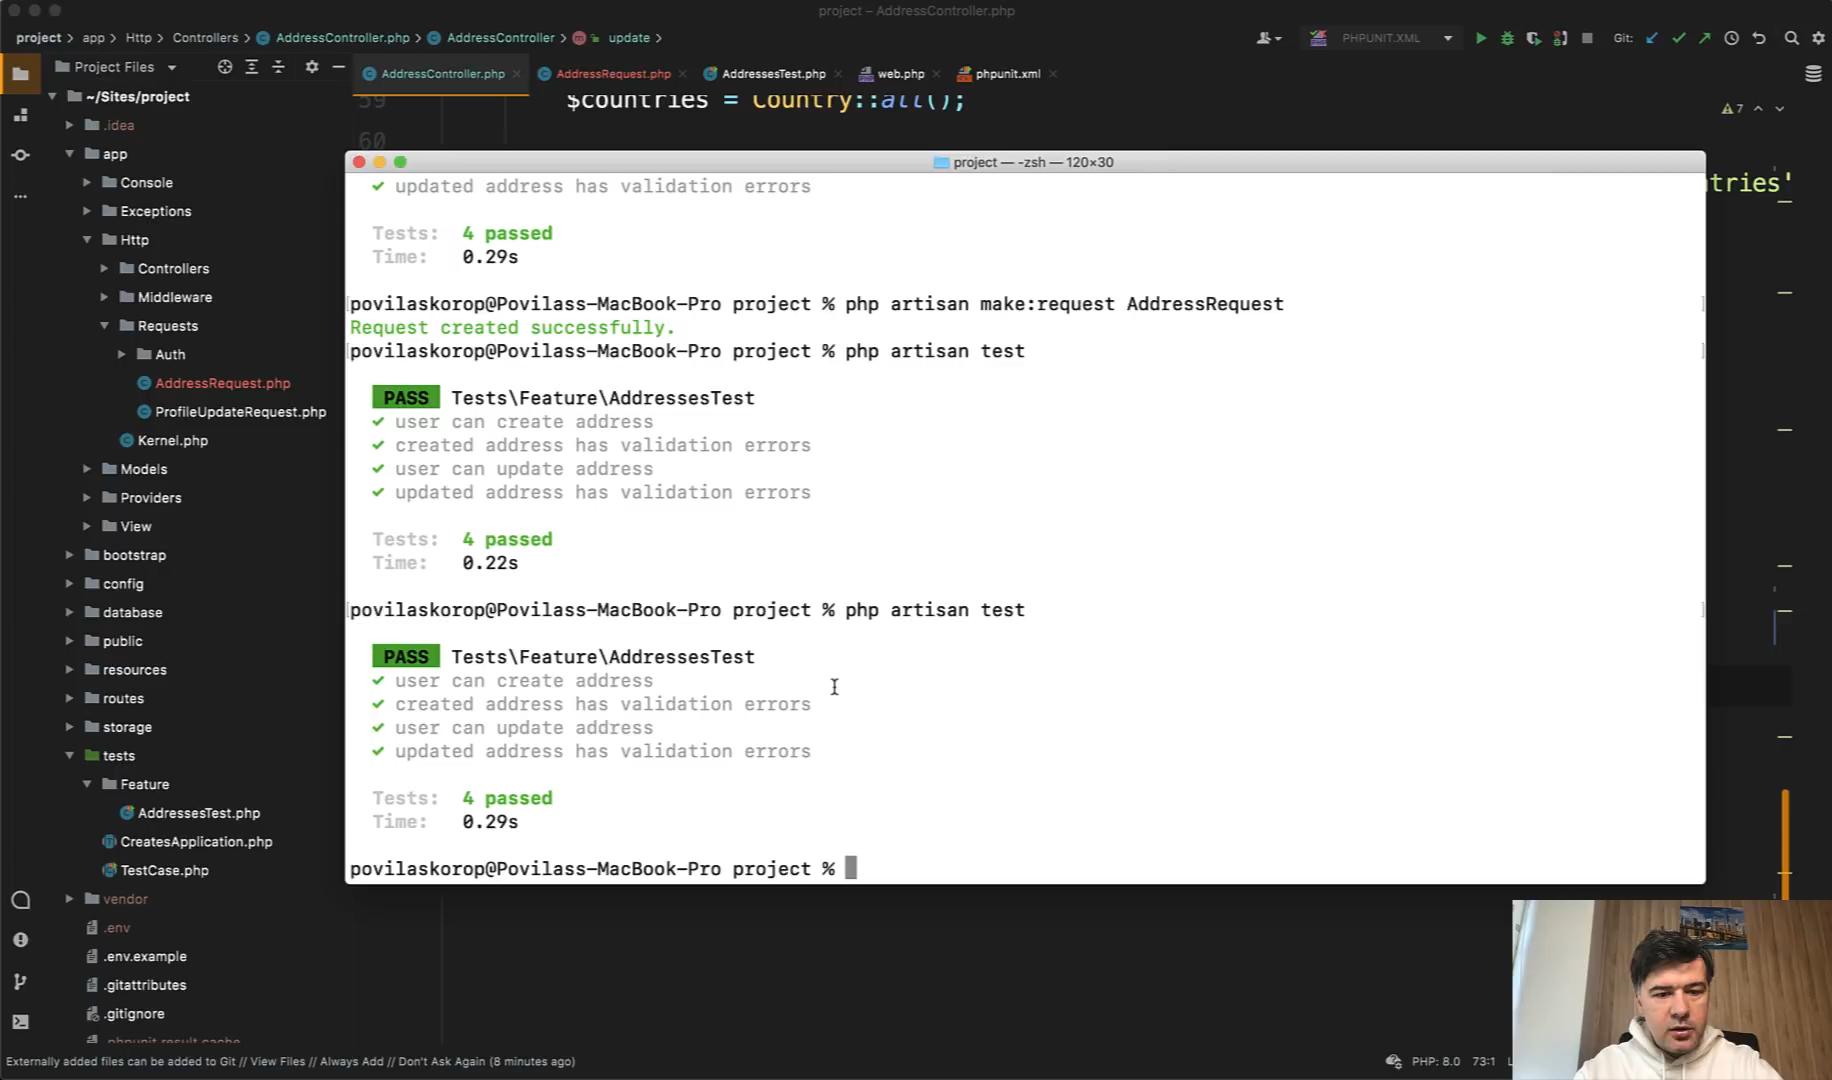 project – AddressController.php
project > app > Http > Controllers > AddressController.php > AddressController > update >
PHPUNIT.XML
Git:
Project Files
AddressController.php
AddressRequest.php
AddressesTest.php
web.php
phpunit.xml
59
$countries = Country::all();
60
7
tries'
~/Sites/project
.idea
app
Console
Exceptions
Http
Controllers
Middleware
Requests
Auth
AddressRequest.php
ProfileUpdateRequest.php
Kernel.php
Models
Providers
View
bootstrap
config
database
public
resources
routes
storage
tests
Feature
AddressesTest.php
CreatesApplication.php
TestCase.php
vendor
.env
.env.example
.gitattributes
.gitignore
.phpunit.result.cache
project — -zsh — 120×30
✓ updated address has validation errors
Tests: 4 passed
Time: 0.29s
povilaskorop@Povilass-MacBook-Pro project % php artisan make:request AddressRequest
Request created successfully.
povilaskorop@Povilass-MacBook-Pro project % php artisan test
PASS Tests\Feature\AddressesTest
✓ user can create address
✓ created address has validation errors
✓ user can update address
✓ updated address has validation errors
Tests: 4 passed
Time: 0.22s
povilaskorop@Povilass-MacBook-Pro project % php artisan test
PASS Tests\Feature\AddressesTest
✓ user can create address
✓ created address has validation errors
✓ user can update address
✓ updated address has validation errors
Tests: 4 passed
Time: 0.29s
povilaskorop@Povilass-MacBook-Pro project %
Externally added files can be added to Git // View Files // Always Add // Don't Ask Again (8 minutes ago)
PHP: 8.0
73:1